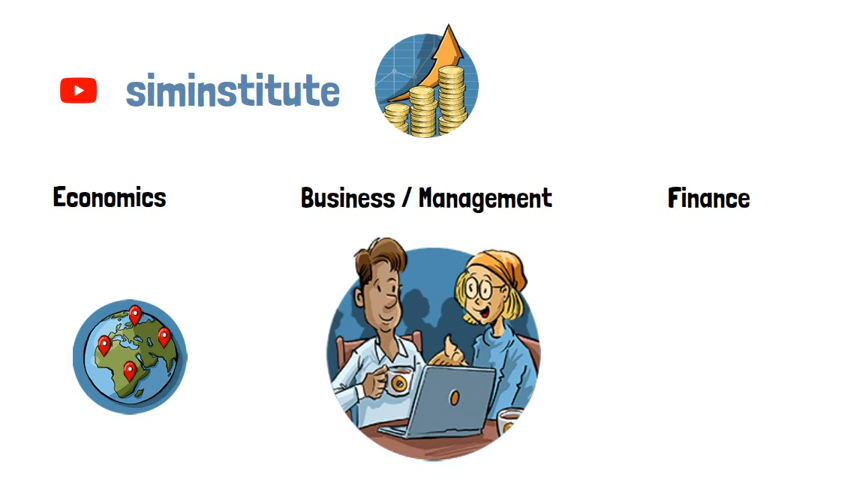 siminstitute
Economics
Business / Management
Finance